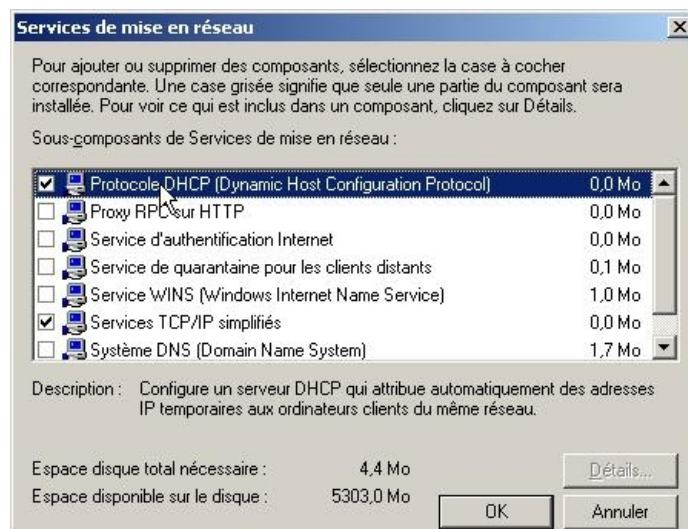 Services de mise en réseau
Pour ajouter ou supprimer des composants, sélectionnez la case à cocher
correspondante. Une case grisée signifie que seule une partie du composant sera
installée. Pour voir ce qui est inclus dans un composant, cliquez sur Détails.
Sous-composants de Services de mise en réseau :
Protocole DHCP (Dynamic Host Configuration Protocol) 0,0 Mo
Proxy RPC sur HTTP 0,0 Mo
Service d'authentification Internet 0,0 Mo
Service de quarantaine pour les clients distants 0,1 Mo
Service WINS (Windows Internet Name Service) 1,0 Mo
Services TCP/IP simplifiés 0,0 Mo
Système DNS (Domain Name System) 1,7 Mo
Description : Configure un serveur DHCP qui attribue automatiquement des adresses
IP temporaires aux ordinateurs clients du même réseau.
Espace disque total nécessaire : 4,4 Mo
Détails...
Espace disponible sur le disque : 5303,0 Mo
OK
Annuler